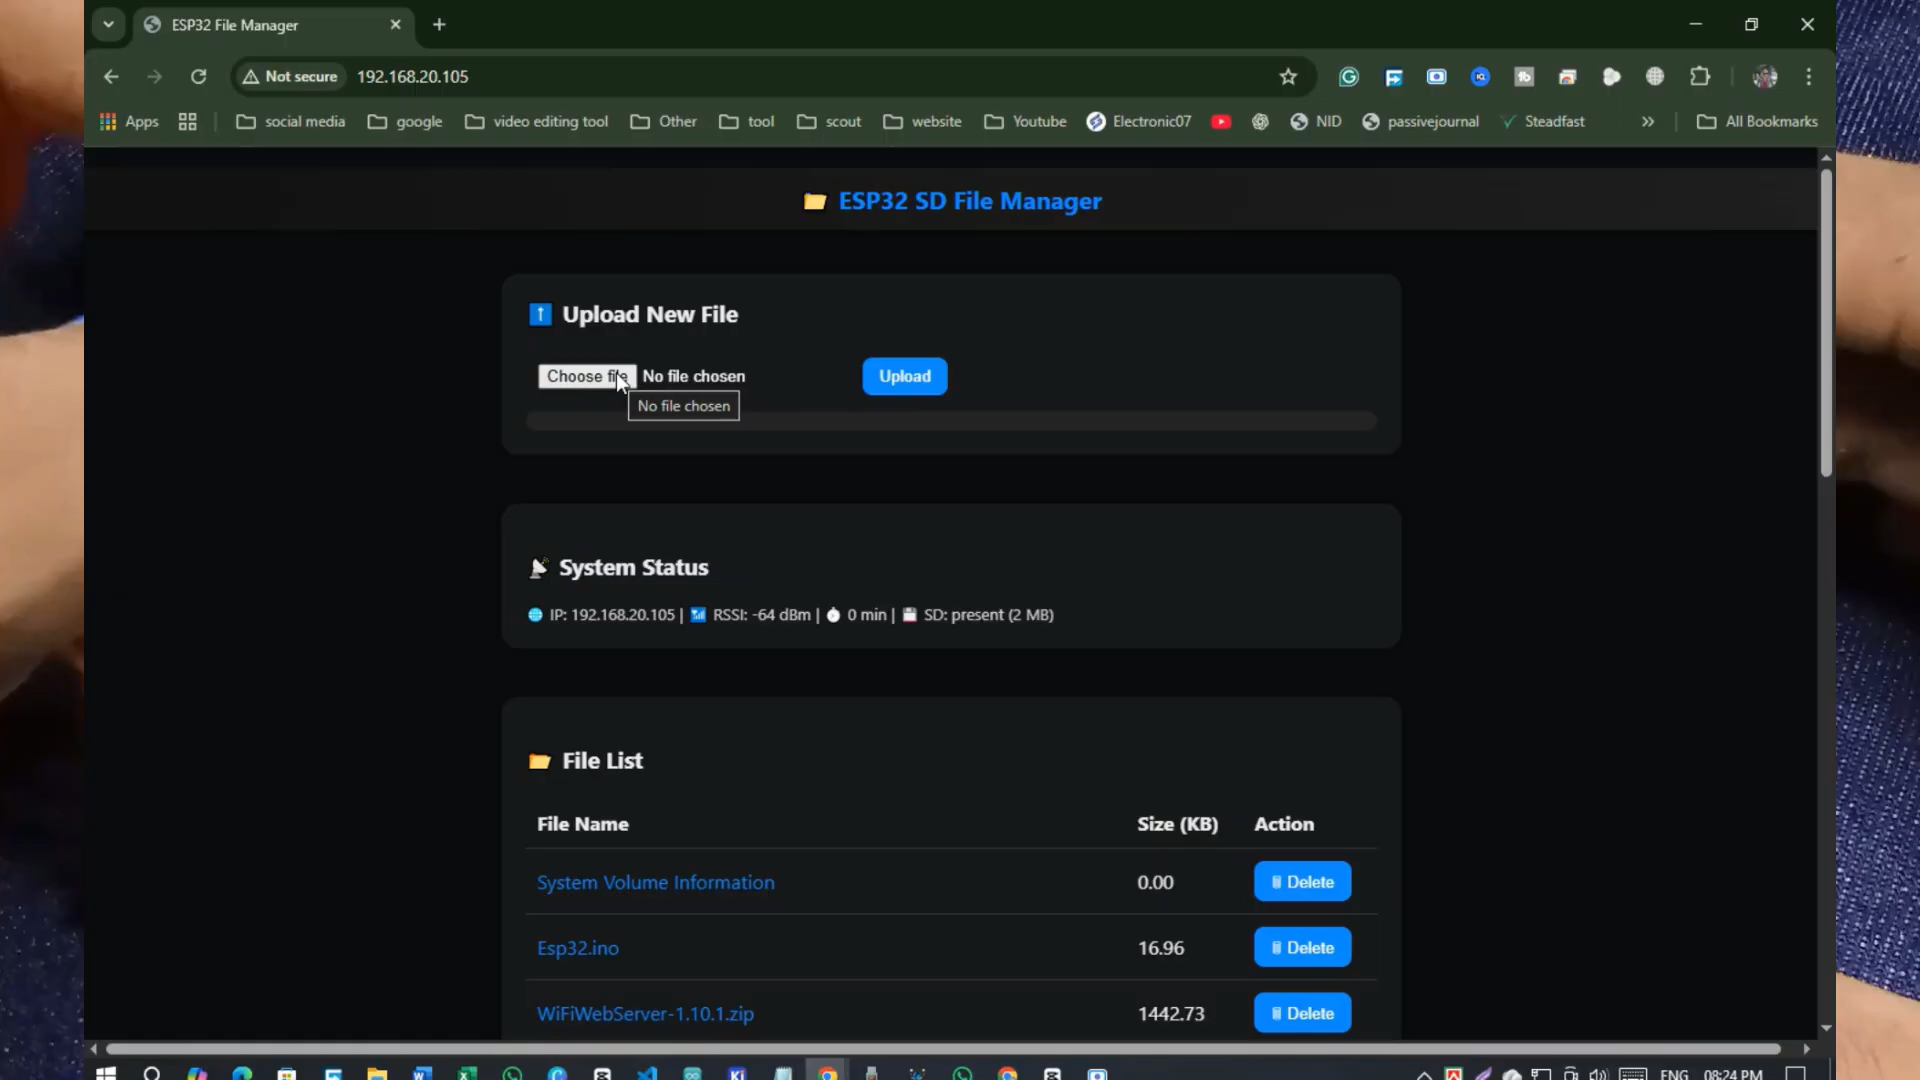 ESP32 File Manager
Not secure 192.168.20.105
Apps social media google video editing tool Other tool scout website Youtube Electronic07 NID passivejournal Steadfast » All Bookmarks
ESP32 SD File Manager
Upload New File
Choose file No file chosen Upload
No file chosen
System Status
IP: 192.168.20.105 | RSSI: -64 dBm | 0 min | SD: present (2 MB)
File List
File Name Size (KB) Action
System Volume Information 0.00 Delete
Esp32.ino 16.96 Delete
WiFiWebServer-1.10.1.zip 1442.73 Delete
ENG 08:24 PM